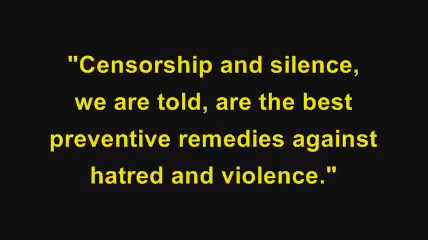 "Censorship and silence,
we are told, are the best
preventive remedies against
hatred and violence."